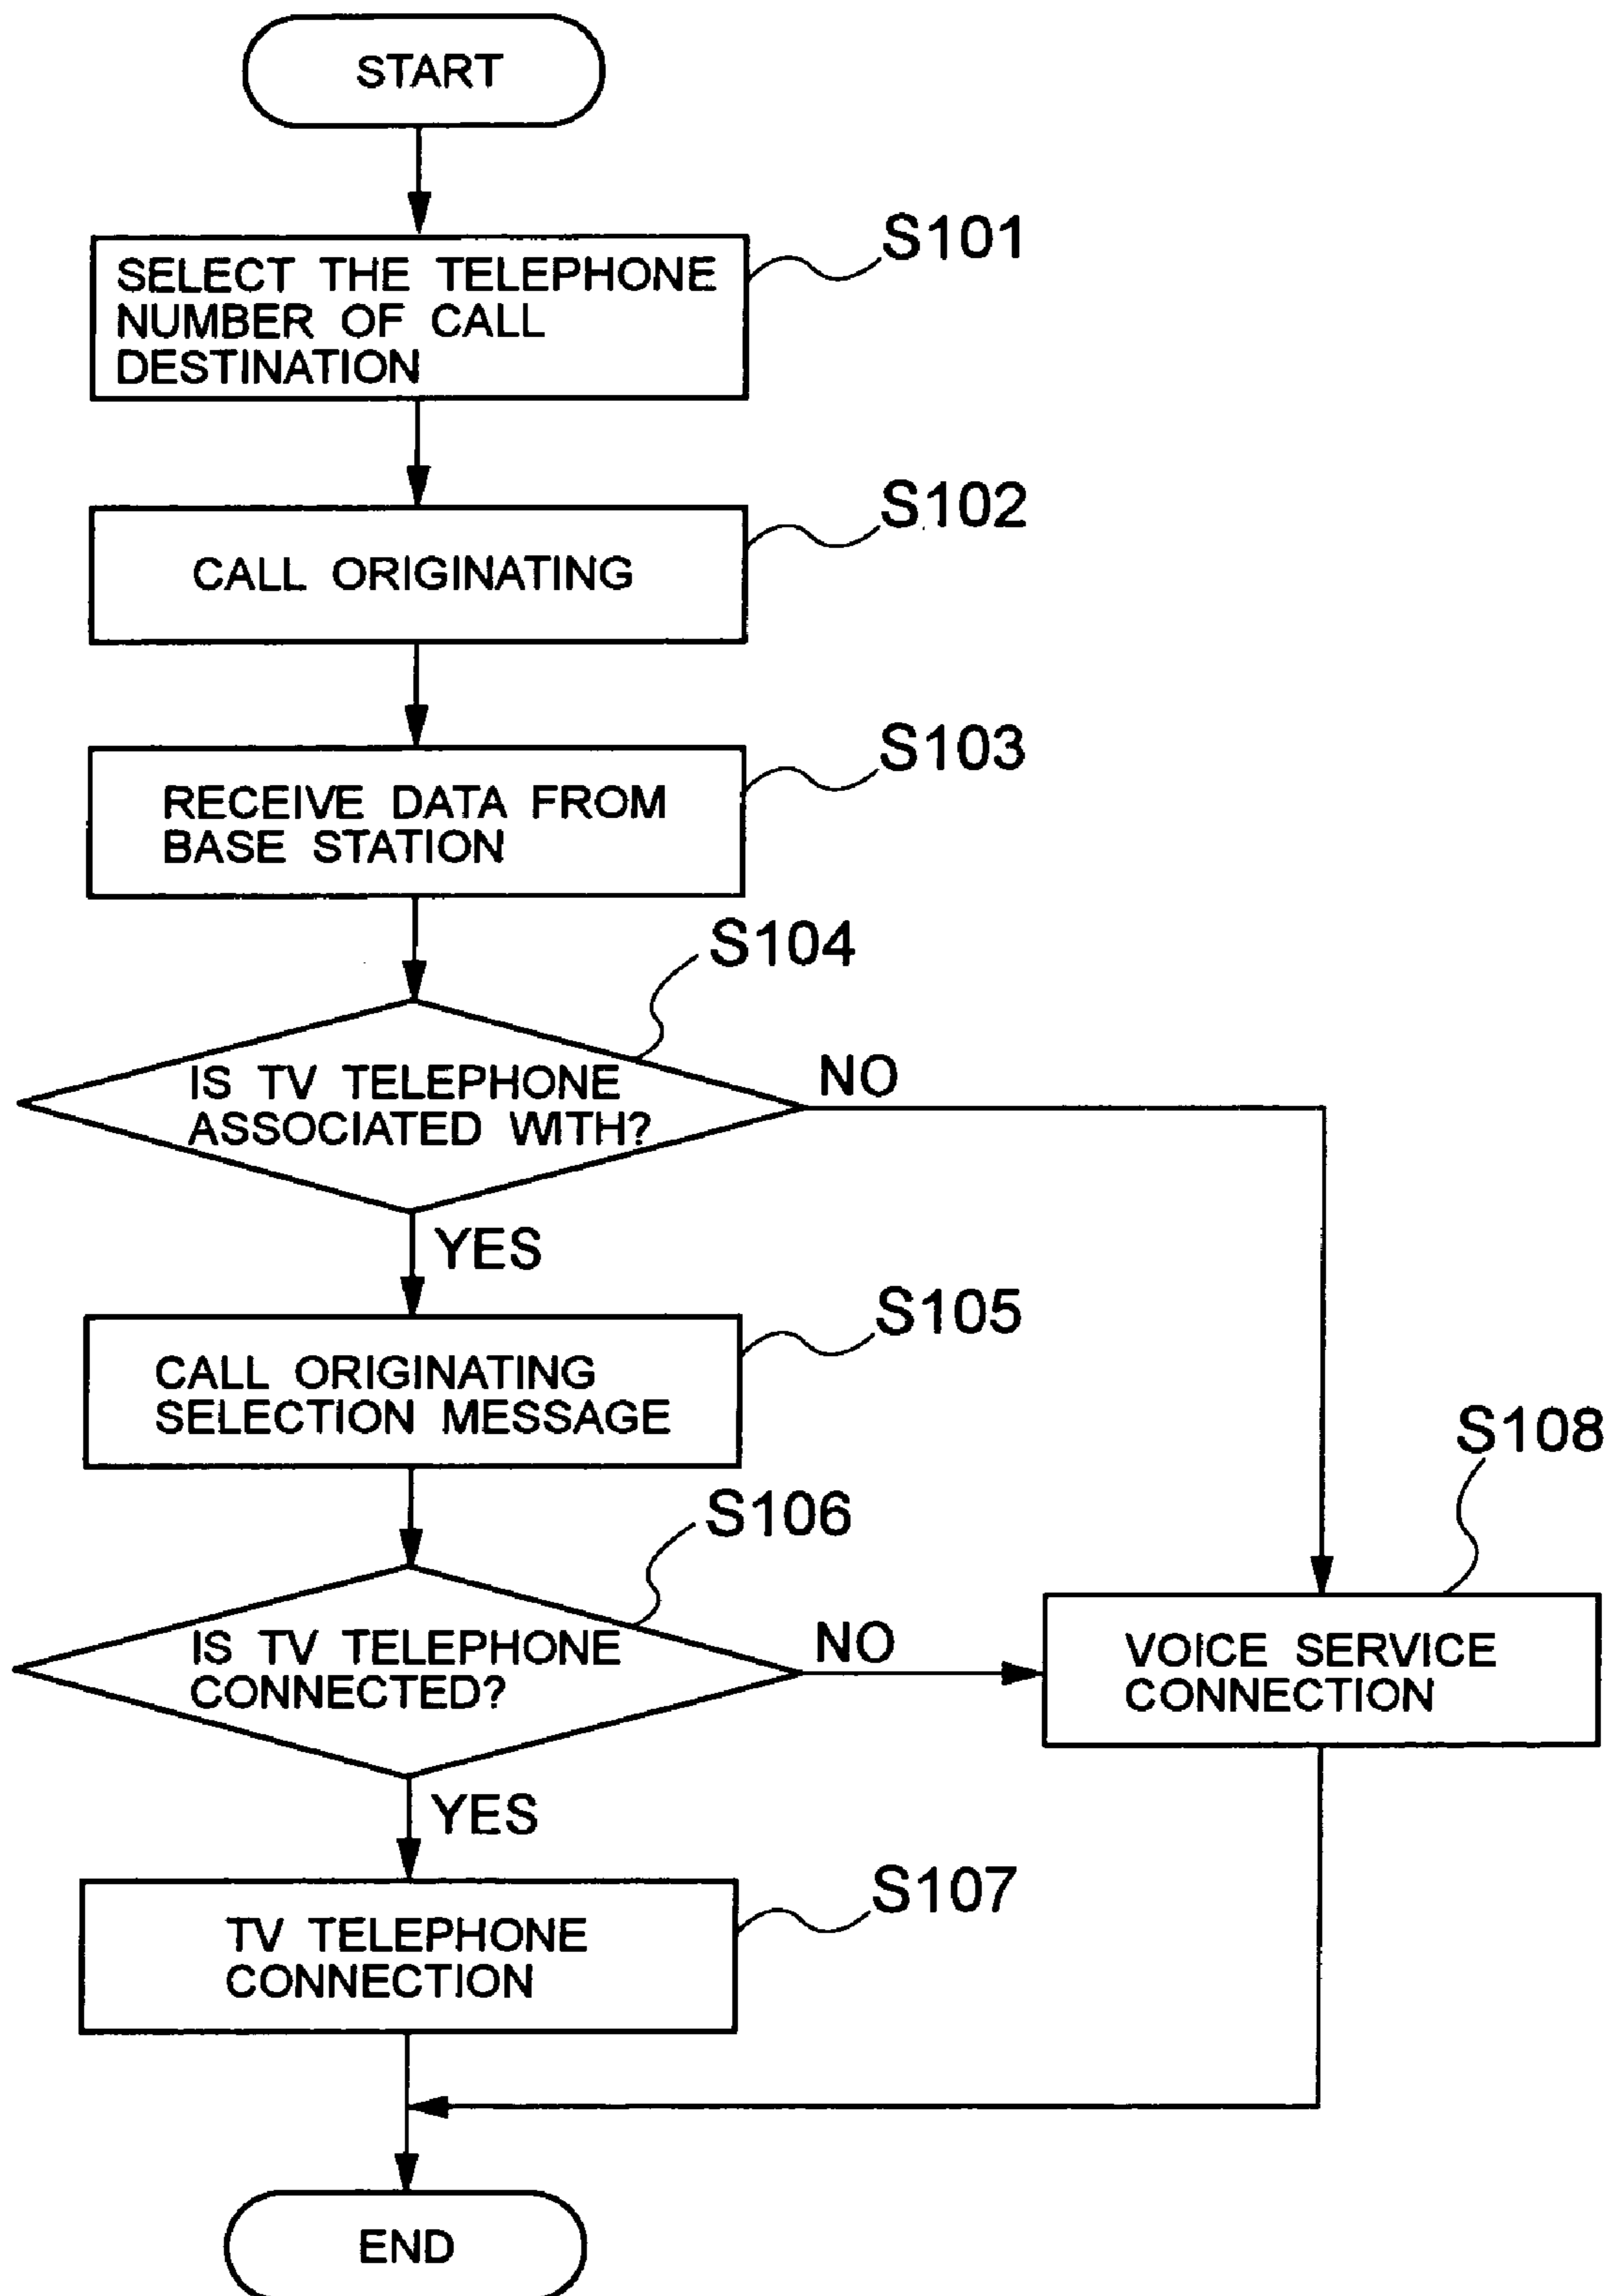 START
S101
SELECT THE TELEPHONE
NUMBER OF CALL
DESTINATION
S102
CALL ORIGINATING
S103
RECEIVE DATA FROM
BASE STATION
S104
IS TV TELEPHONE
ASSOCIATED WITH?
NO
YES
S105
CALL ORIGINATING
SELECTION MESSAGE
S106
IS TV TELEPHONE
CONNECTED?
NO
S108
VOICE SERVICE
CONNECTION
YES
S107
TV TELEPHONE
CONNECTION
END